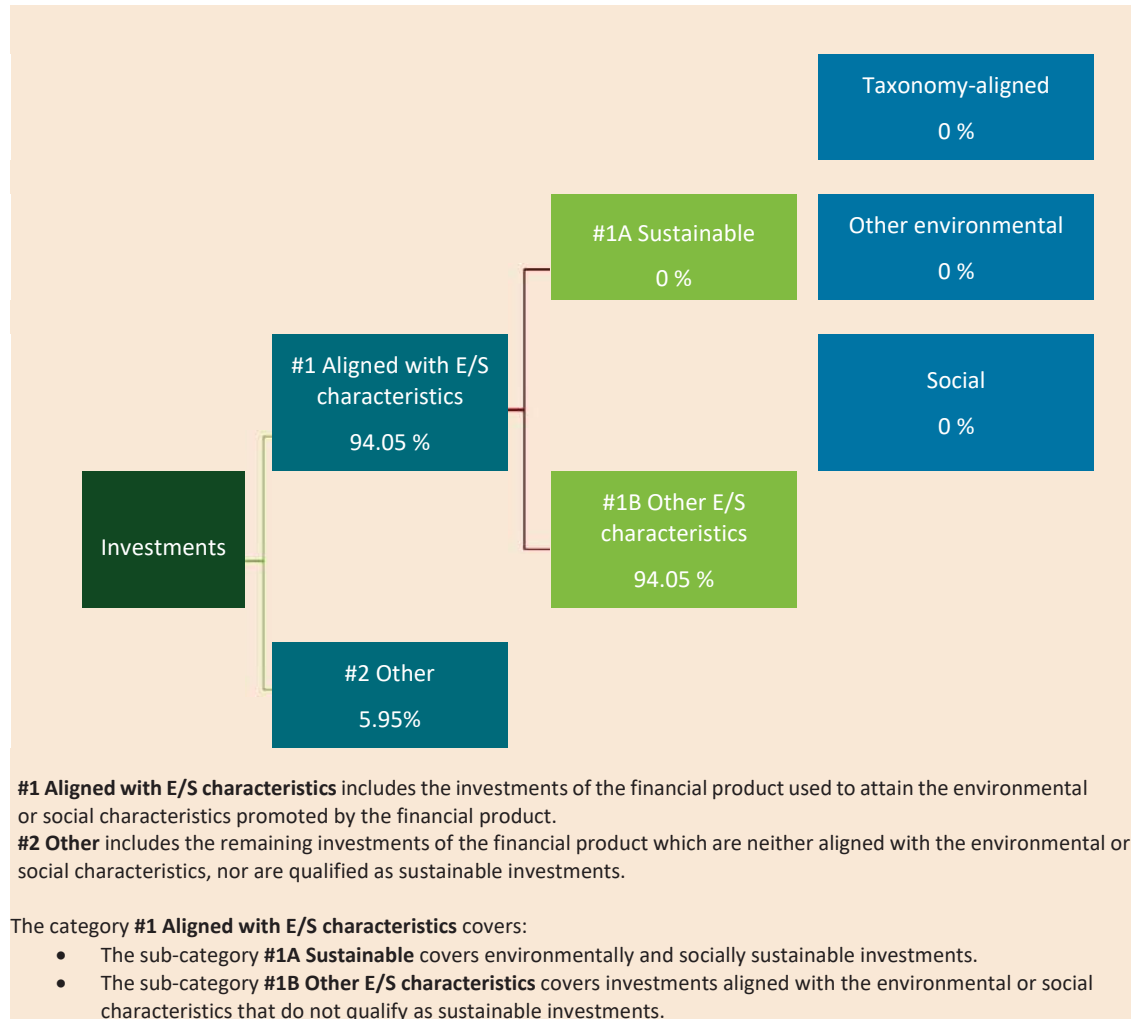 Taxonomy-aligned
0 %
#1A Sustainable
0 %
Other environmental
0 %
#1 Aligned with E/S
characteristics
94.05 %
Social
0 %
Investments
#1B Other E/S
characteristics
94.05 %
#2 Other
5.95%
#1 Aligned with E/S characteristics includes the investments of the financial product used to attain the environmental
or social characteristics promoted by the financial product.
#2 Other includes the remaining investments of the financial product which are neither aligned with the environmental or
social characteristics, nor are qualified as sustainable investments.
The category #1 Aligned with E/S characteristics covers:
• The sub-category #1A Sustainable covers environmentally and socially sustainable investments.
• The sub-category #1B Other E/S characteristics covers investments aligned with the environmental or social
characteristics that do not qualify as sustainable investments.